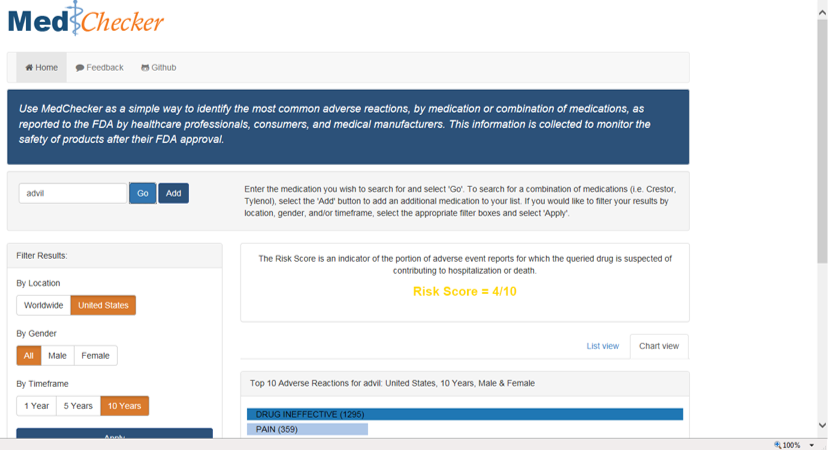 MedChecker
Home
Feedback
Github
Use MedChecker as a simple way to identify the most common adverse reactions, by medication or combination of medications, as
reported to the FDA by healthcare professionals, consumers, and medical manufacturers. This information is collected to monitor the
safety of products after their FDA approval.
advil
Go
Add
Enter the medication you wish to search for and select 'Go'. To search for a combination of medications (i.e. Crestor,
Tylenol), select the 'Add' button to add an additional medication to your list. If you would like to filter your results by
location, gender, and/or timeframe, select the appropriate filter boxes and select 'Apply'.
Filter Results:
By Location
Worldwide
United States
By Gender
All
Male
Female
By Timeframe
1 Year
5 Years
10 Years
Apply
The Risk Score is an indicator of the portion of adverse event reports for which the queried drug is suspected of
contributing to hospitalization or death.
Risk Score = 4/10
List view
Chart view
Top 10 Adverse Reactions for advil: United States, 10 Years, Male & Female
DRUG INEFFECTIVE (1295)
PAIN (359)
100%